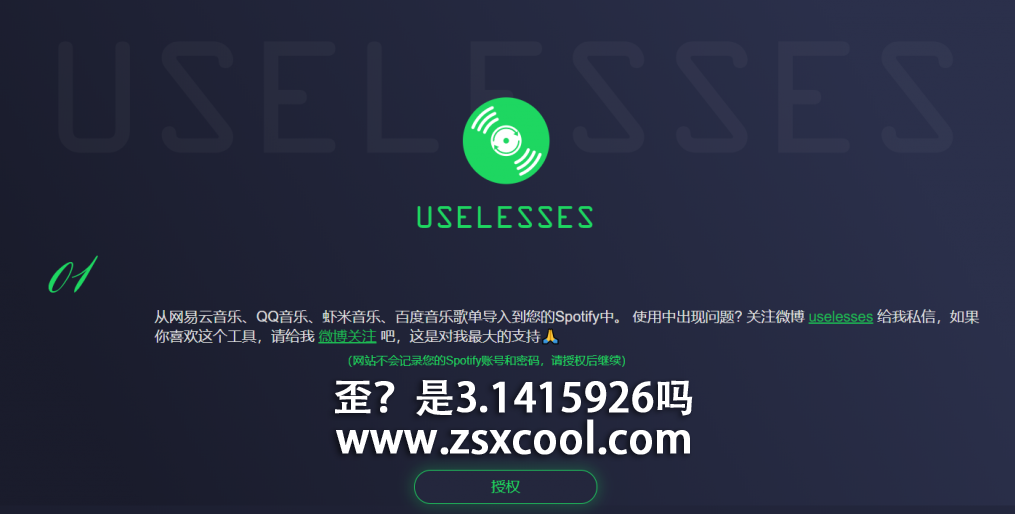 USELESSES
USELESSES
01
从网易云音乐、QQ音乐、虾米音乐、百度音乐歌单导入到您的Spotify中。 使用中出现问题? 关注微博 uselesses 给我私信，如果
你喜欢这个工具，请给我 微博关注 吧，这是对我最大的支持🙏
（网站不会记录您的Spotify账号和密码，请授权后继续）
歪？是3.1415926吗
www.zsxcool.com
授权